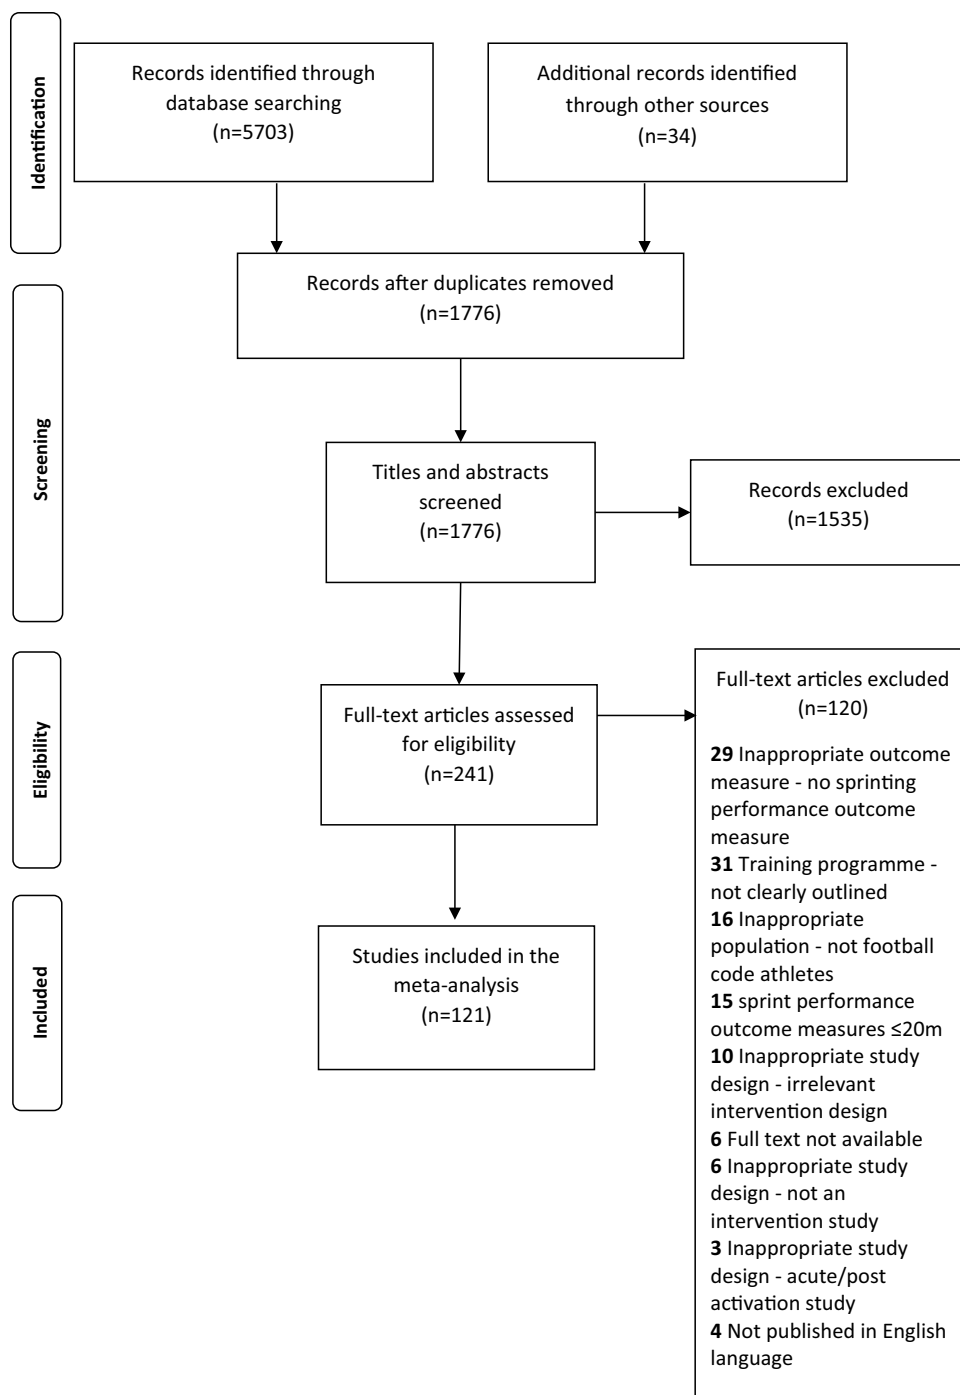 Identification
Records identified through
database searching
(n=5703)
Additional records identified
through other sources
(n=34)
Records after duplicates removed
(n=1776)
Screening
Titles and abstracts
screened
(n=1776)
Records excluded
(n=1535)
Eligibility
Full-text articles assessed
for eligibility
(n=241)
Full-text articles excluded
(n=120)
29 Inappropriate outcome
measure - no sprinting
performance outcome
measure
31 Training programme -
not clearly outlined
16 Inappropriate
population - not football
code athletes
15 sprint performance
outcome measures ≤20m
10 Inappropriate study
design - irrelevant
intervention design
6 Full text not available
6 Inappropriate study
design - not an
intervention study
3 Inappropriate study
design - acute/post
activation study
4 Not published in English
language
Included
Studies included in the
meta-analysis
(n=121)